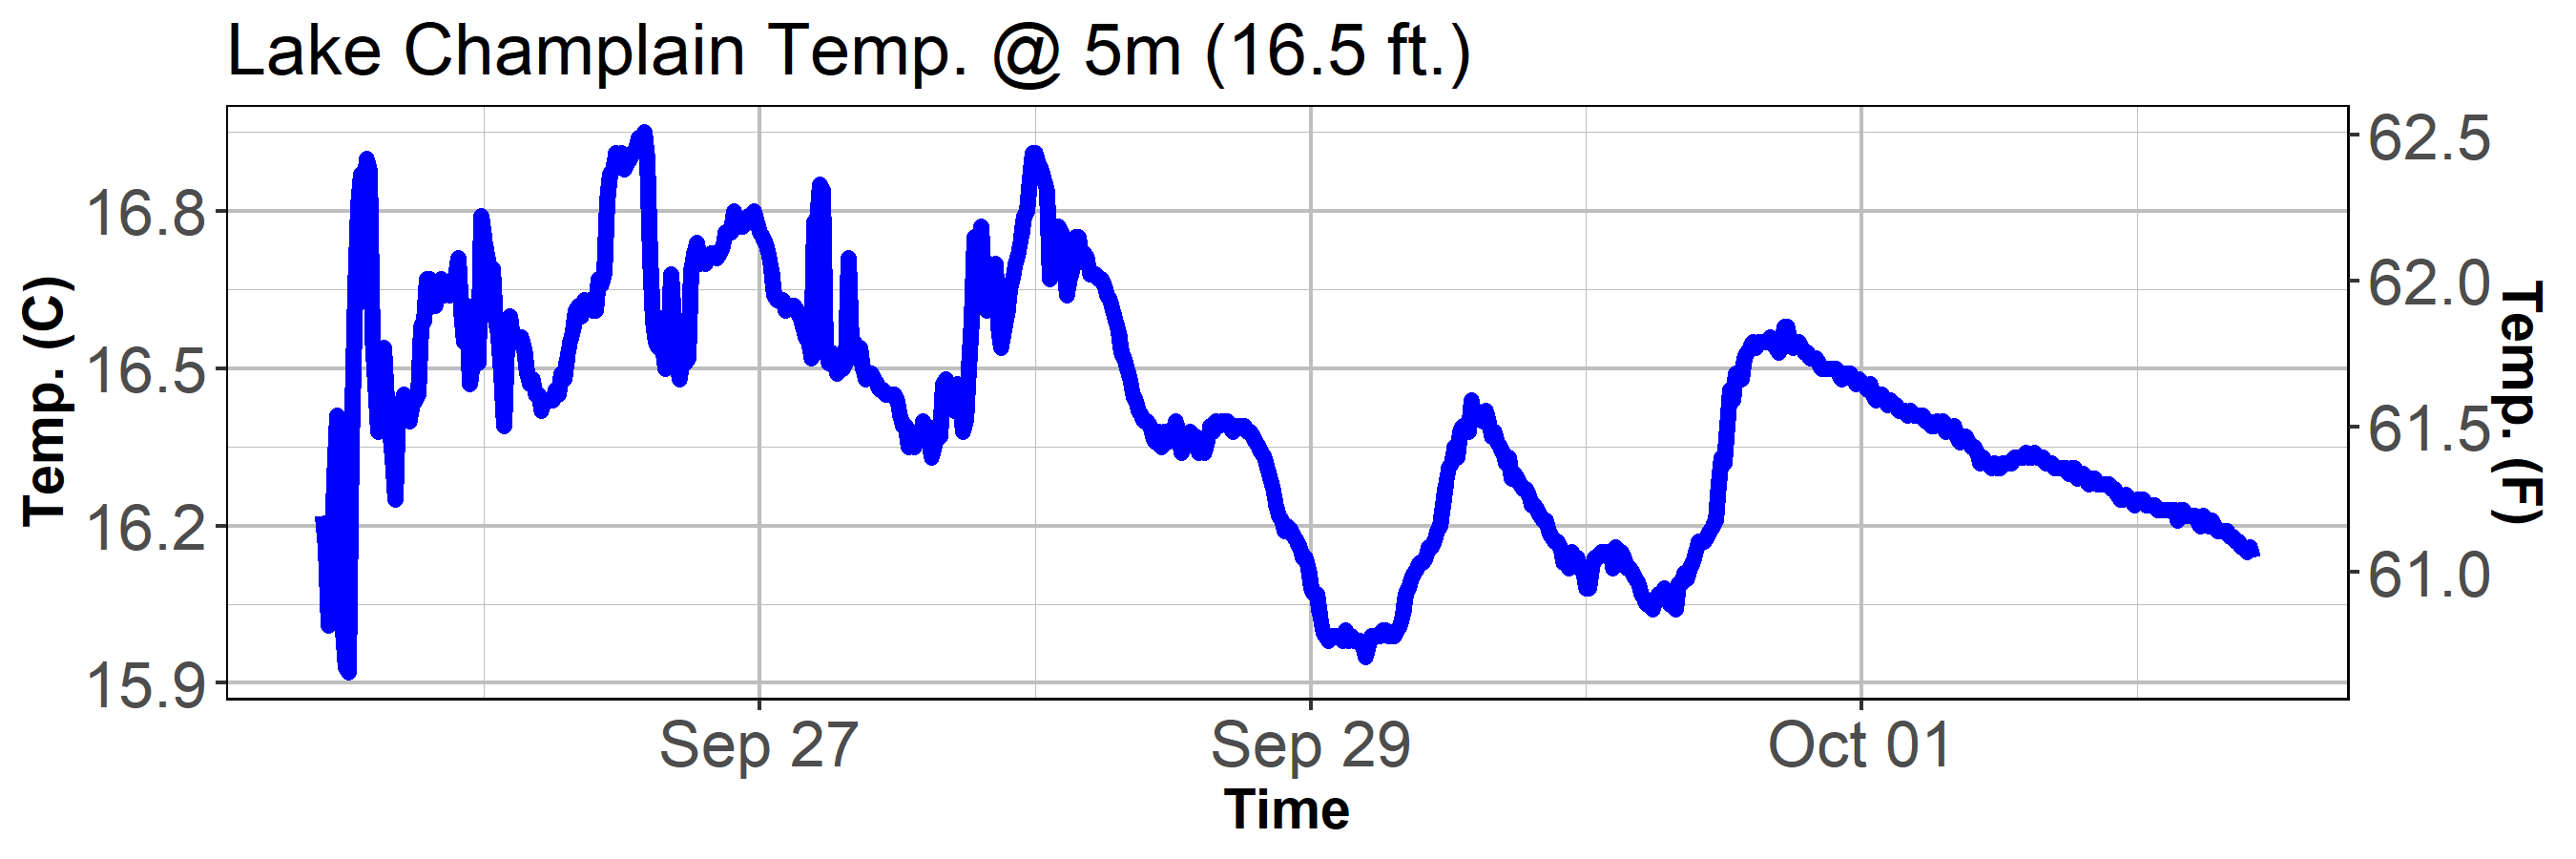 Lake Champlain Temp. @ 5m (16.5 ft.)
Temp. (C)
16.8
16.5
16.2
15.9
62.5
62.0
61.5
61.0
Temp. (F)
Sep 27
Sep 29
Oct 01
Time